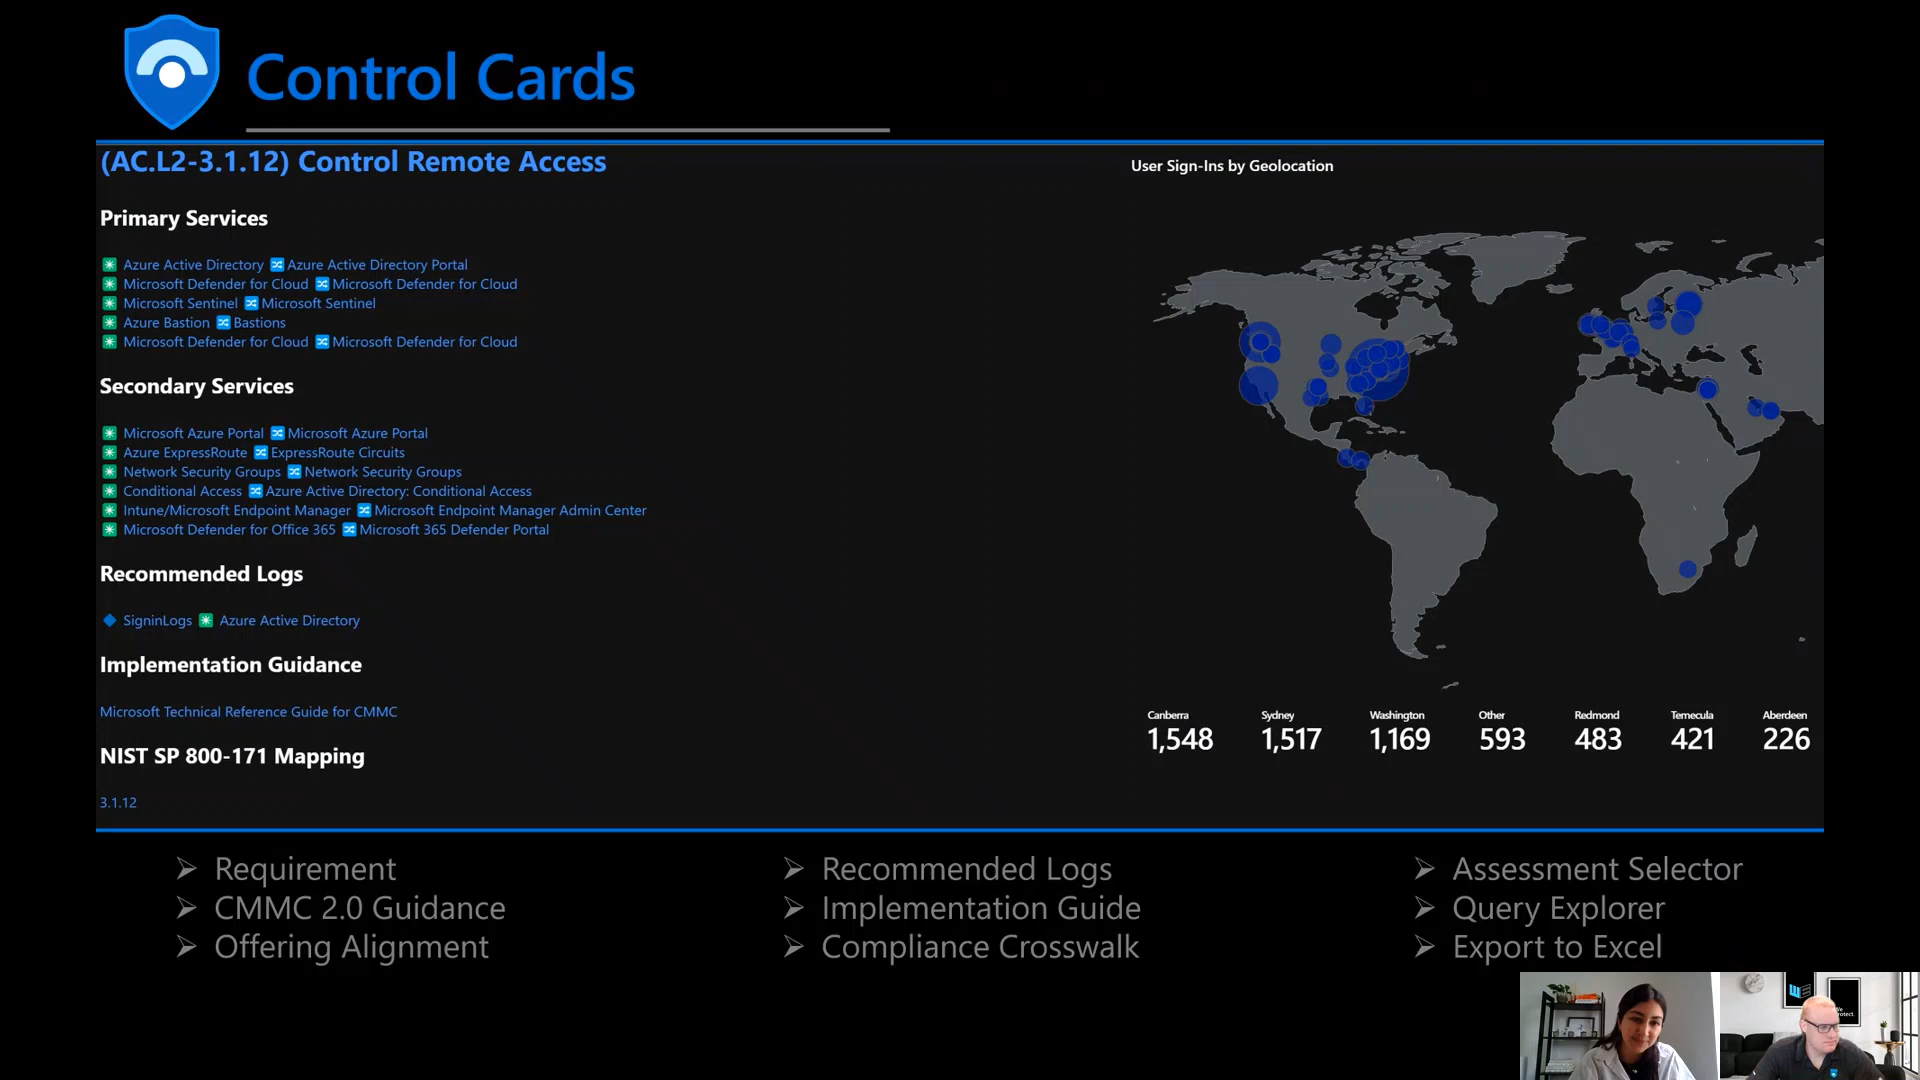 Control Cards
(AC.L2-3.1.12) Control Remote Access
Primary Services
Azure Active Directory Azure Active Directory Portal
Microsoft Defender for Cloud Microsoft Defender for Cloud
Microsoft Sentinel Microsoft Sentinel
Azure Bastion Bastions
Microsoft Defender for Cloud Microsoft Defender for Cloud
Secondary Services
Microsoft Azure Portal Microsoft Azure Portal
Azure ExpressRoute ExpressRoute Circuits
Network Security Groups Network Security Groups
Conditional Access Azure Active Directory: Conditional Access
Intune/Microsoft Endpoint Manager Microsoft Endpoint Manager Admin Center
Microsoft Defender for Office 365 Microsoft 365 Defender Portal
Recommended Logs
SigninLogs Azure Active Directory
Implementation Guidance
Microsoft Technical Reference Guide for CMMC
NIST SP 800-171 Mapping
3.1.12
User Sign-Ins by Geolocation
Canberra Sydney Washington Other Redmond Temecula Aberdeen
1,548 1,517 1,169 593 483 421 226
Requirement
CMMC 2.0 Guidance
Offering Alignment
Recommended Logs
Implementation Guide
Compliance Crosswalk
Assessment Selector
Query Explorer
Export to Excel